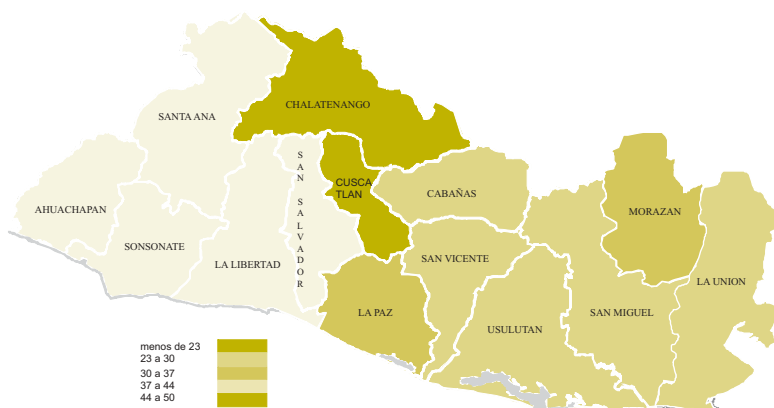 CHALATENANGO
SANTA ANA
SAN SALVADOR
CUSCA
TLAN
CABAÑAS
AHUACHAPAN
MORAZAN
SONSONATE
LA LIBERTAD
SAN VICENTE
LA UNION
LA PAZ
SAN MIGUEL
USULUTAN
menos de 23
23 a 30
30 a 37
37 a 44
44 a 50